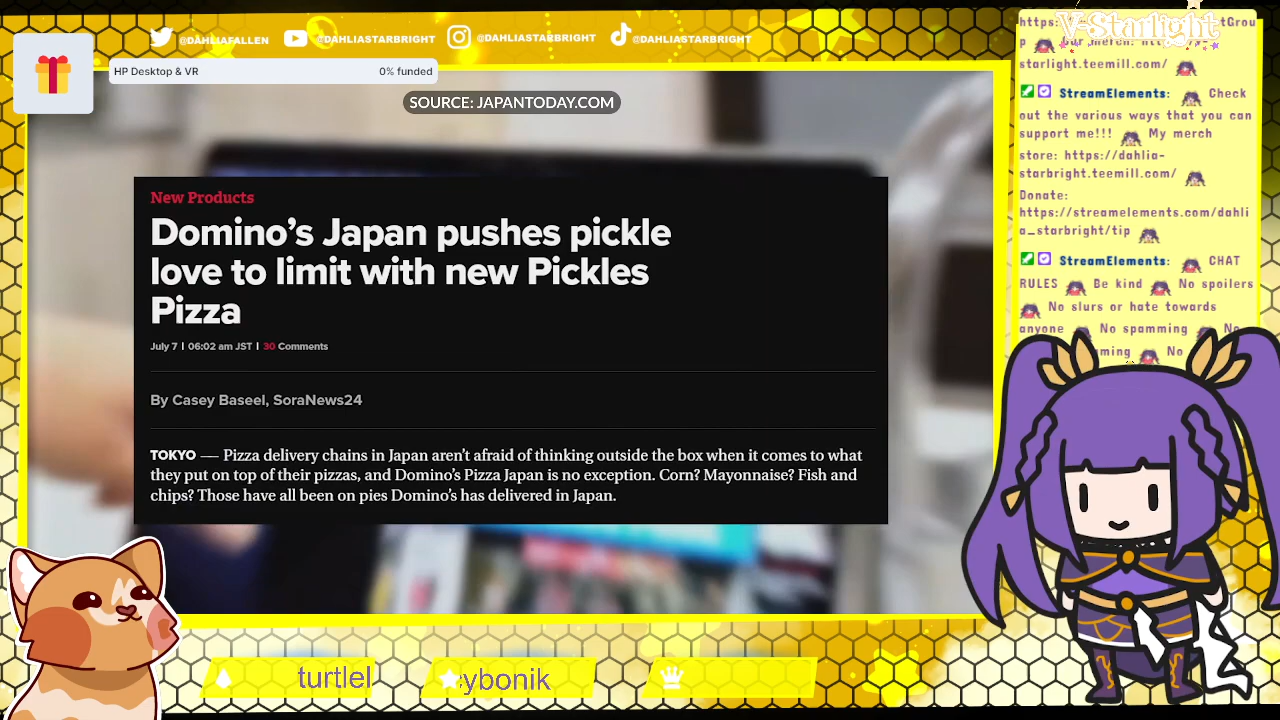 @DAHLIAFALLEN
@DAHLIASTARBRIGHT
@DAHLIASTARBRIGHT
@DAHLIASTARBRIGHT
HP Desktop & VR
0% funded
SOURCE: JAPANTODAY.COM
New Products
Domino's Japan pushes pickle
love to limit with new Pickles
Pizza
July 7 | 06:02 am JST | 30 Comments
By Casey Baseel, SoraNews24
TOKYO — Pizza delivery chains in Japan aren't afraid of thinking outside the box when it comes to what
they put on top of their pizzas, and Domino's Pizza Japan is no exception. Corn? Mayonnaise? Fish and
chips? Those have all been on pies Domino's has delivered in Japan.
V-Starlight
starlight.teemill.com/
StreamElements: Check
out the various ways that you can
support me!!! My merch
store: https://dahlia-
starbright.teemill.com/
Donate:
https://streamelements.com/dahli
a_starbright/tip
StreamElements: CHAT
RULES Be kind No spoilers
No slurs or hate towards
anyone No spamming No
No
turtlel
ybonik